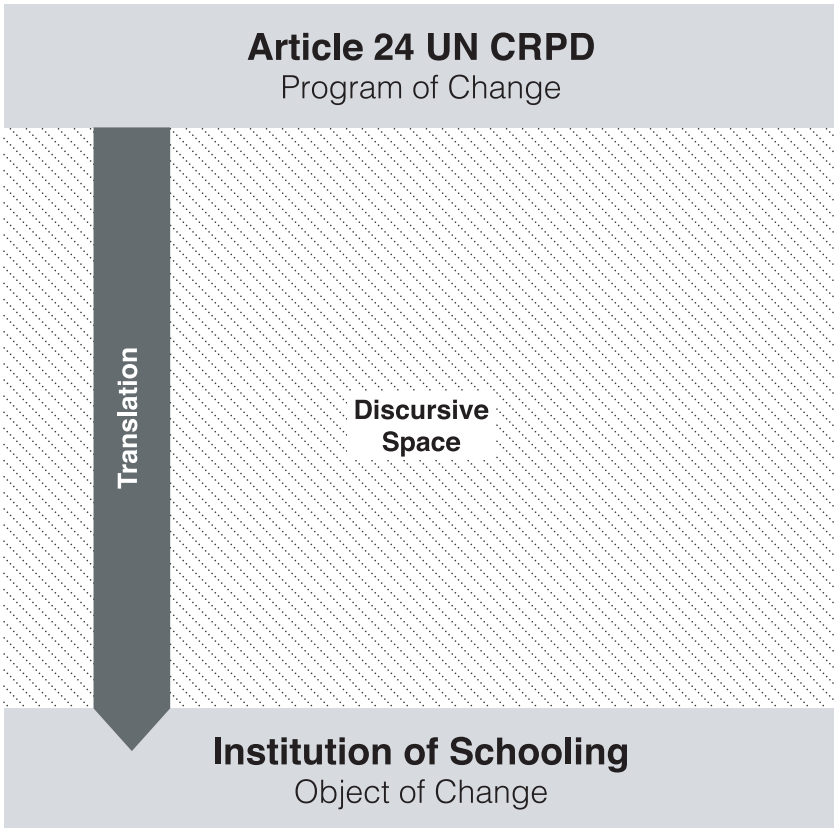 Article 24 UN CRPD
Program of Change
Translation
Discursive
Space
Institution of Schooling
Object of Change